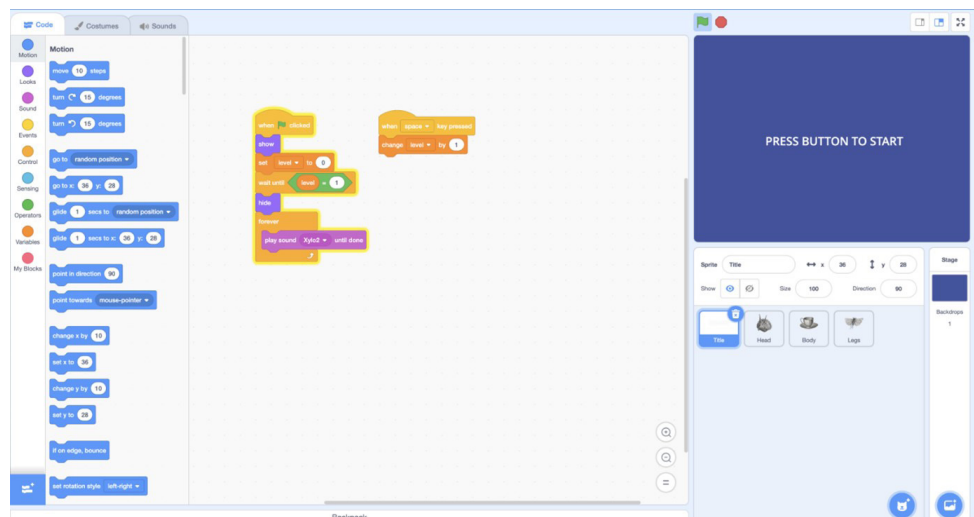 Code
Costumes
Sounds
Motion
Looks
Sound
Events
Control
Sensing
Operators
Variables
My Blocks
Motion
move 10 steps
turn 15 degrees
turn 15 degrees
go to random position
go to x: 36 y: 28
glide 1 secs to random position
glide 1 secs to x: 36 y: 28
point in direction 90
point towards mouse-pointer
change x by 10
set x to 36
change y by 10
set y to 28
if on edge, bounce
set rotation style left-right
when clicked
show
set level to 0
wait until level = 1
hide
forever
play sound Xylo2 until done
when space key pressed
change level by 1
PRESS BUTTON TO START
Sprite Title x 36 y 28
Show Size 100 Direction 90
Title
Head
Body
Legs
Stage
Backdrops
1
Backpack